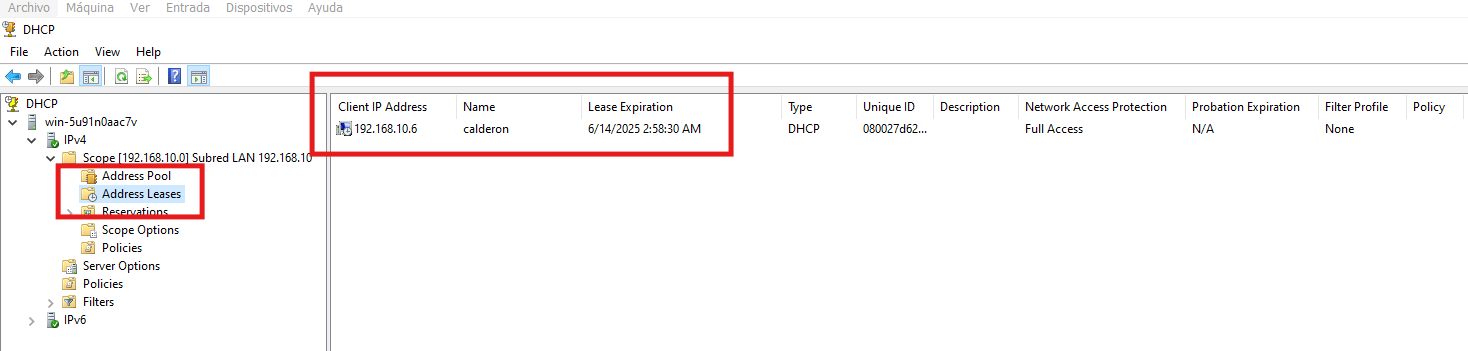 Archivo Máquina Ver Entrada Dispositivos Ayuda
DHCP
File Action View Help
DHCP
win-5u91n0aac7v
IPv4
Scope [192.168.10.0] Subred LAN 192.168.10
Address Pool
Address Leases
Reservations
Scope Options
Policies
Server Options
Policies
Filters
IPv6
Client IP Address Name Lease Expiration Type Unique ID Description Network Access Protection Probation Expiration Filter Profile Policy
192.168.10.6 calderon 6/14/2025 2:58:30 AM DHCP 080027d62... Full Access N/A None